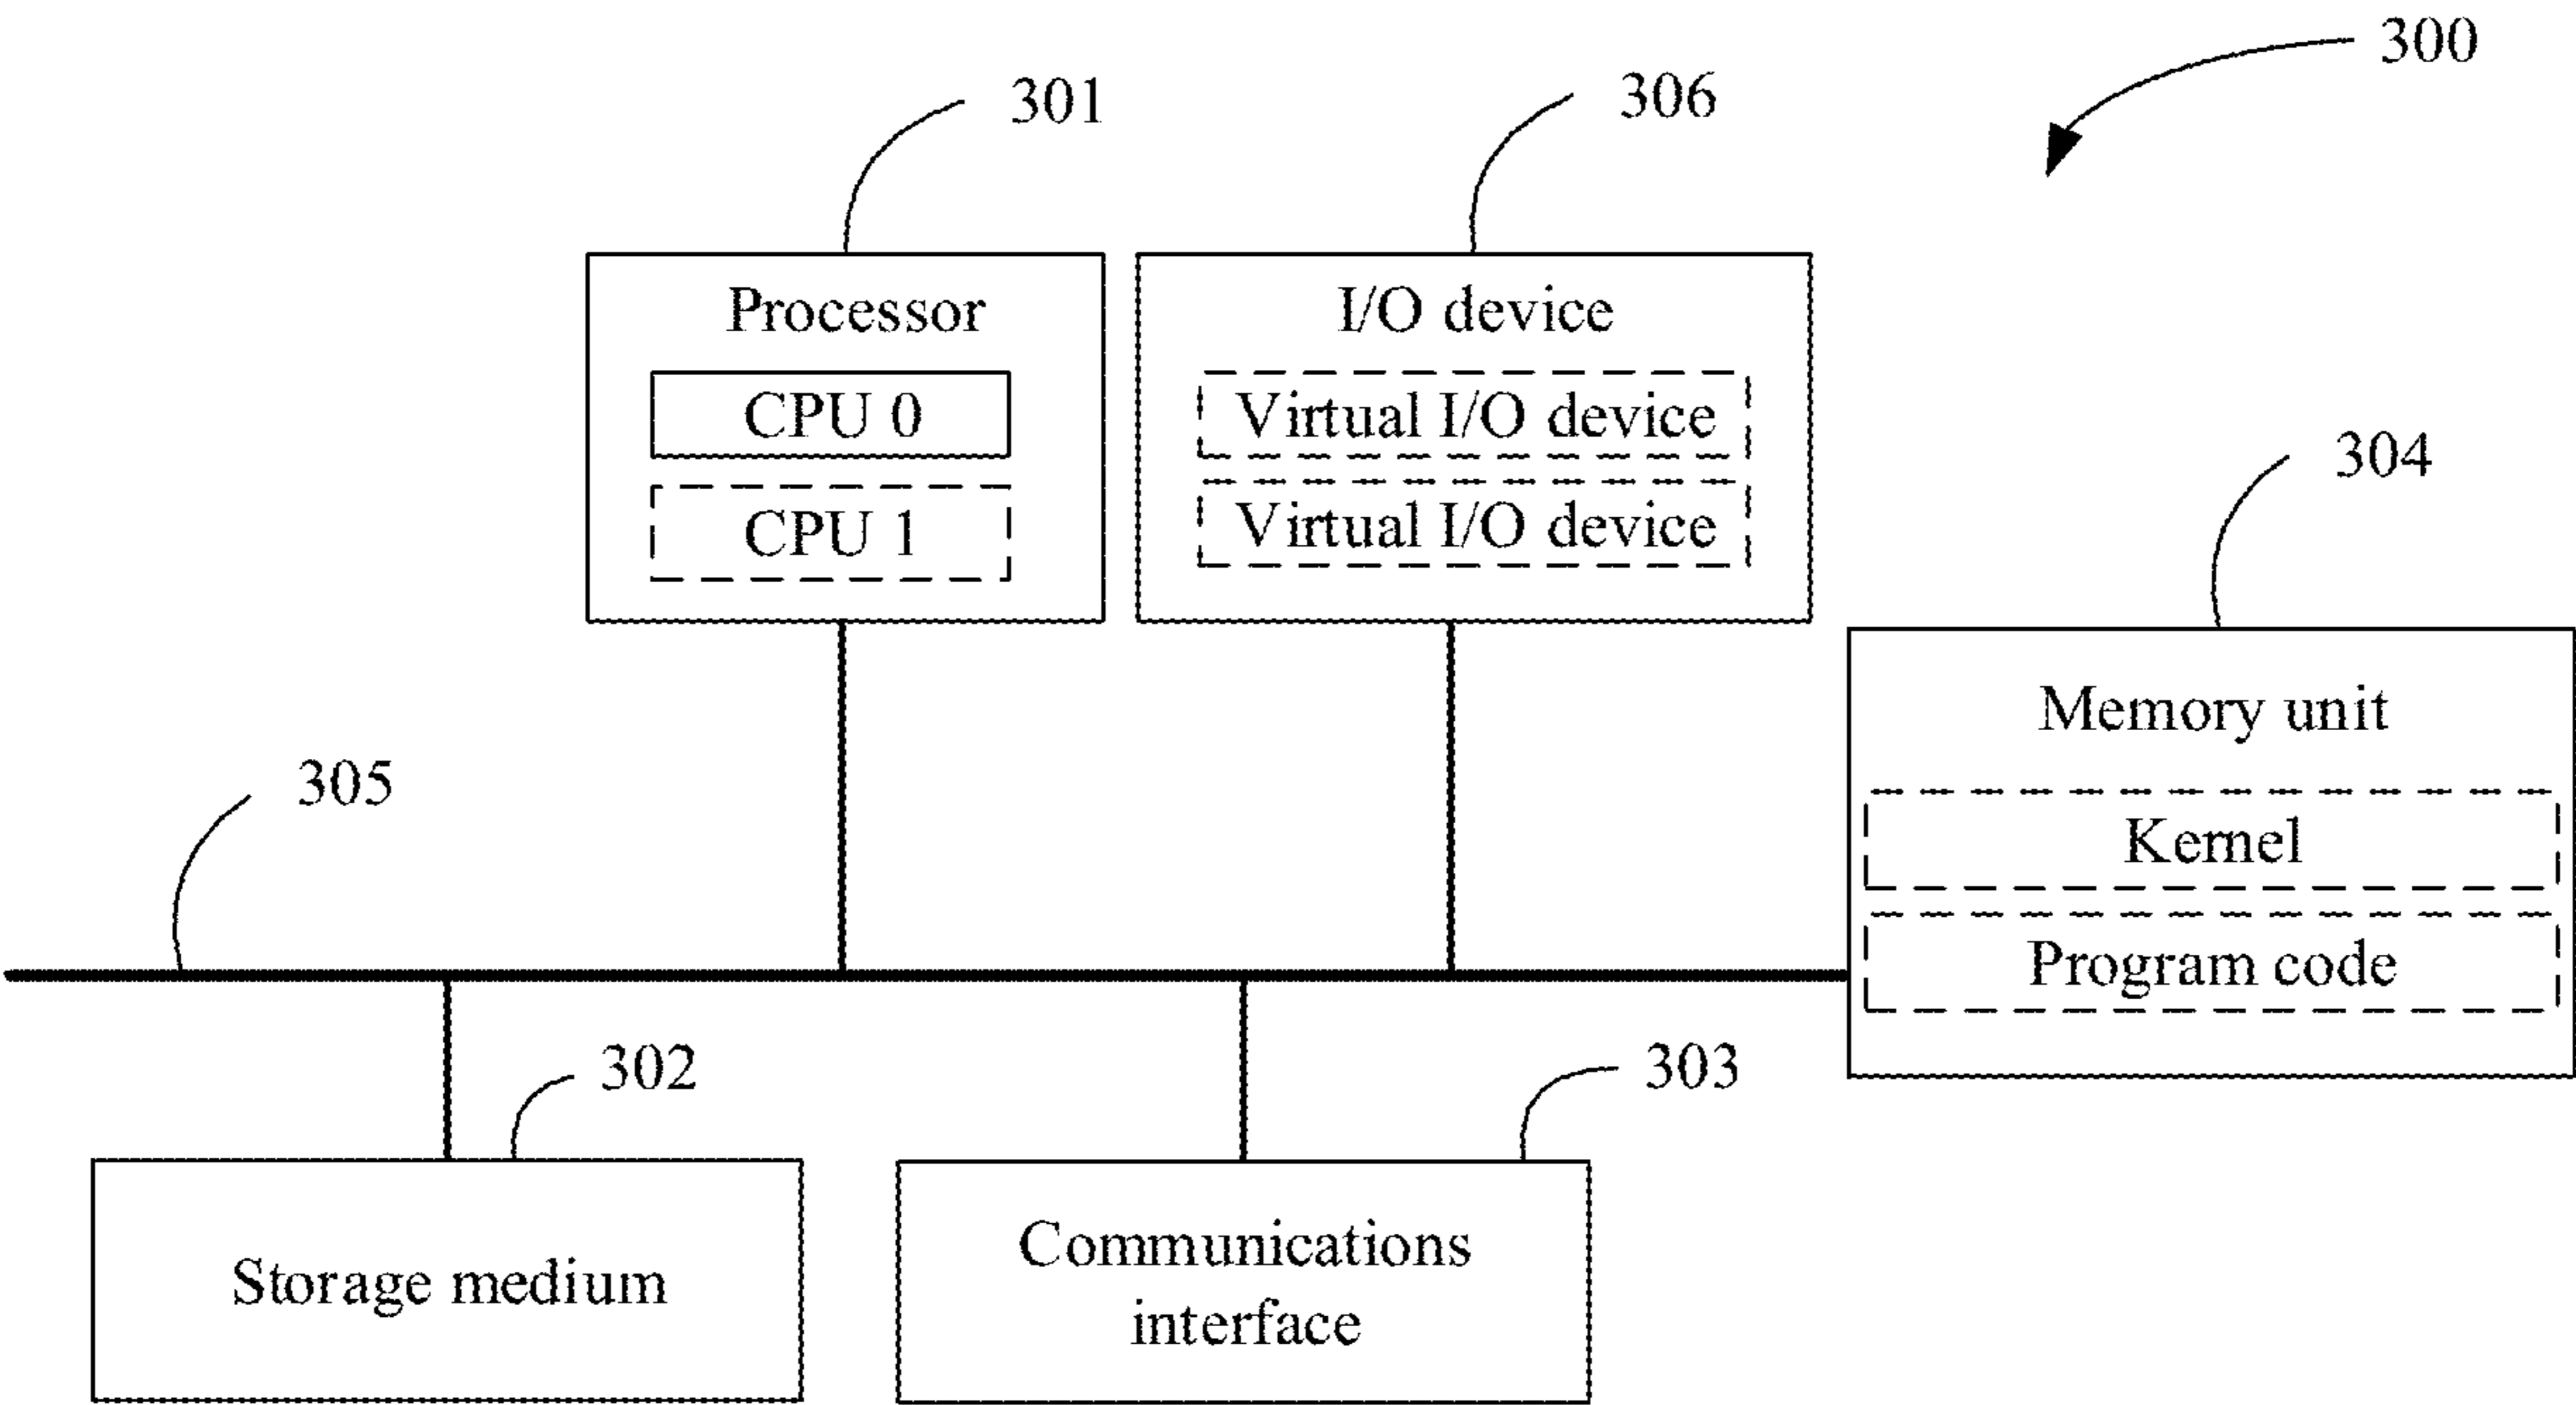 300
301
306
Processor
CPU 0
CPU 1
I/O device
Virtual I/O device
Virtual I/O device
304
Memory unit
Kernel
Program code
305
302
303
Storage medium
Communications
interface